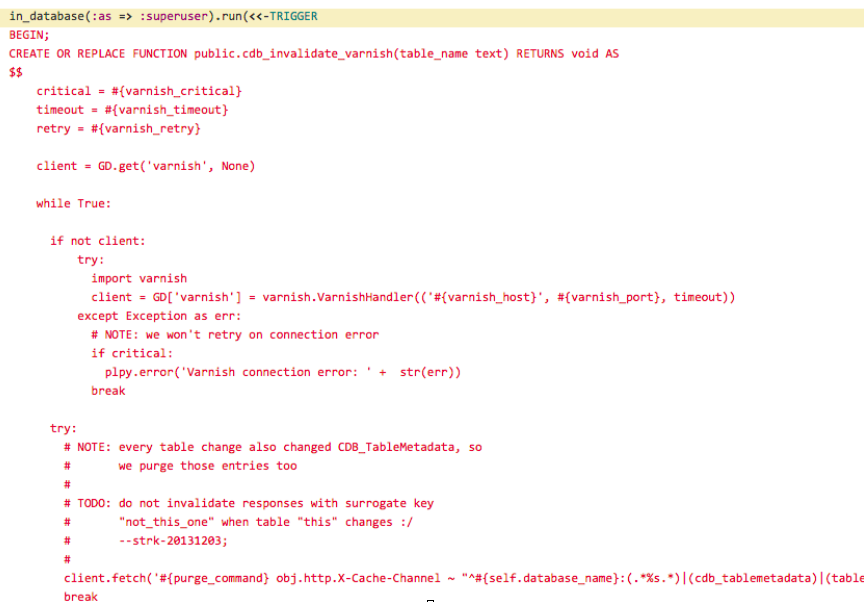 in_database(:as => :superuser).run(<<-TRIGGER
BEGIN;
CREATE OR REPLACE FUNCTION public.cdb_invalidate_varnish(table_name text) RETURNS void AS
$$
    critical = #{varnish_critical}
    timeout = #{varnish_timeout}
    retry = #{varnish_retry}

    client = GD.get('varnish', None)

    while True:

      if not client:
          try:
            import varnish
            client = GD['varnish'] = varnish.VarnishHandler(('#{varnish_host}', #{varnish_port}, timeout))
          except Exception as err:
            # NOTE: we won't retry on connection error
            if critical:
              plpy.error('Varnish connection error: ' +  str(err))
            break

      try:
        # NOTE: every table change also changed CDB_TableMetadata, so
        #       we purge those entries too
        #
        # TODO: do not invalidate responses with surrogate key
        #       "not_this_one" when table "this" changes :/
        #       --strk-20131203;
        #
        client.fetch('#{purge_command} obj.http.X-Cache-Channel ~ "^#{self.database_name}:(.*%s.*)|(cdb_tablemetadata)|(table
        break